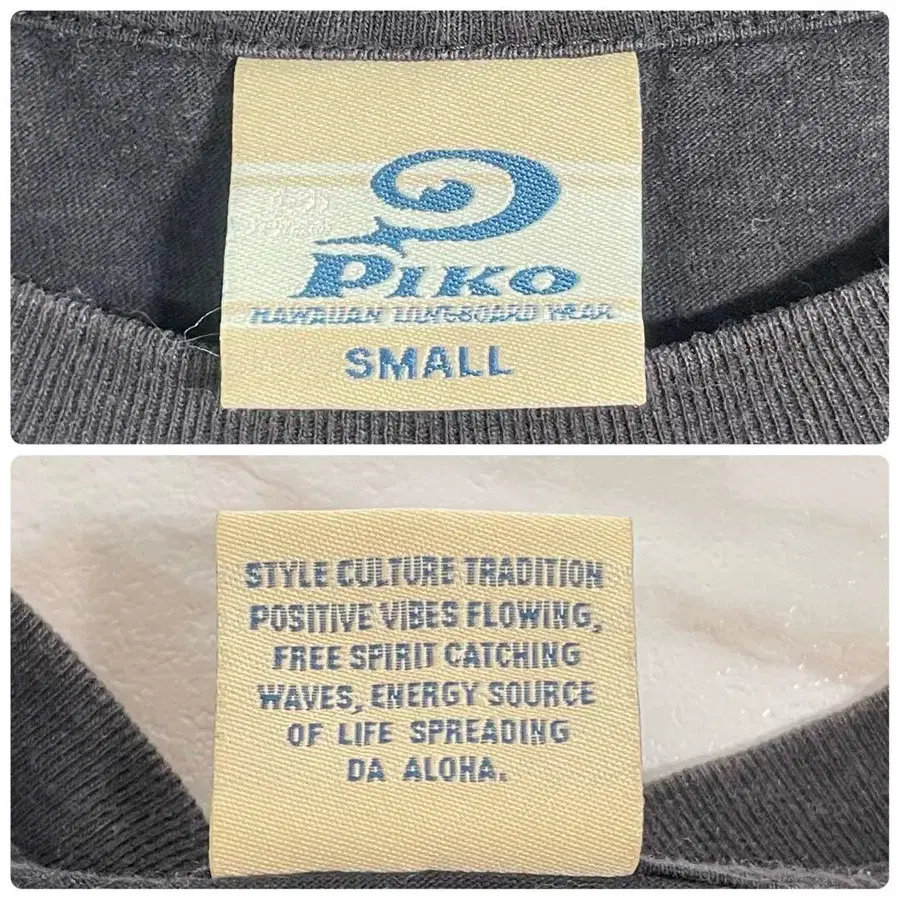 PIKO
HAWAIIAN LONGBOARD WEAR
SMALL
STYLE CULTURE TRADITION
POSITIVE VIBES FLOWING,
FREE SPIRIT CATCHING
WAVES, ENERGY SOURCE
OF LIFE SPREADING
DA ALOHA.